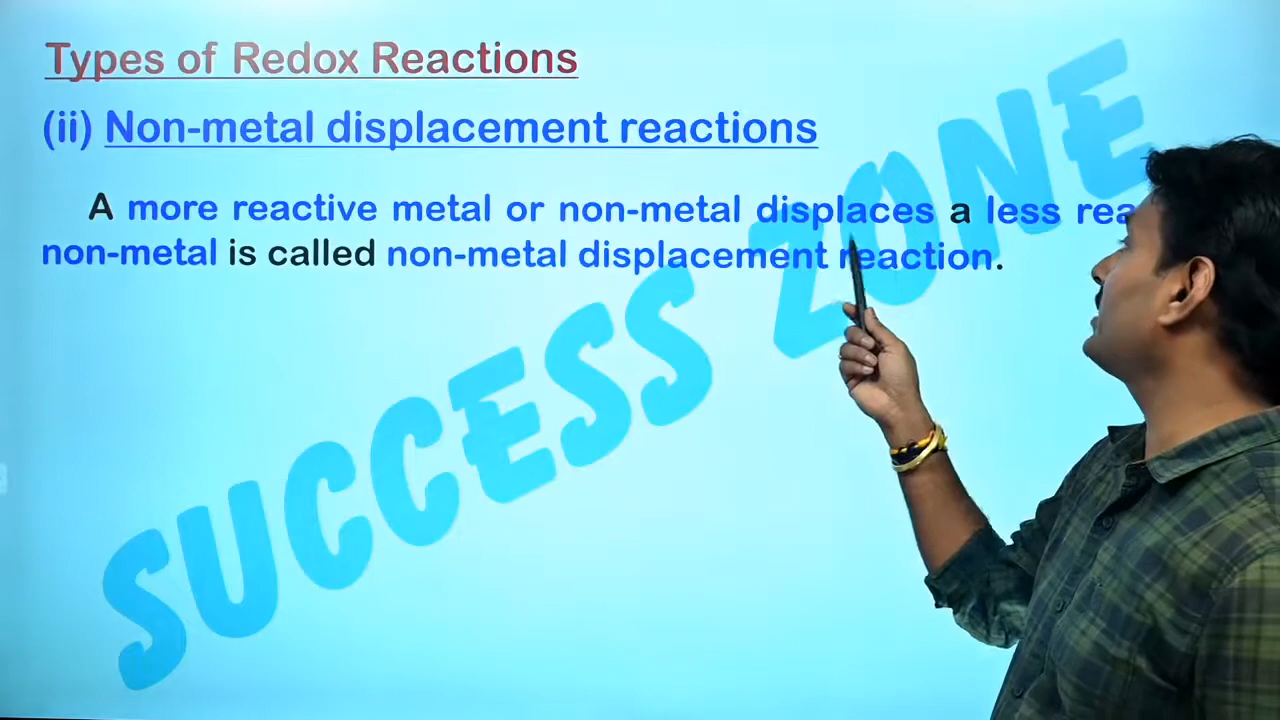 Types of Redox Reactions
(ii) Non-metal displacement reactions
A more reactive metal or non-metal displaces a less
non-metal is called non-metal displacement reaction.
SUCCESS ZONE